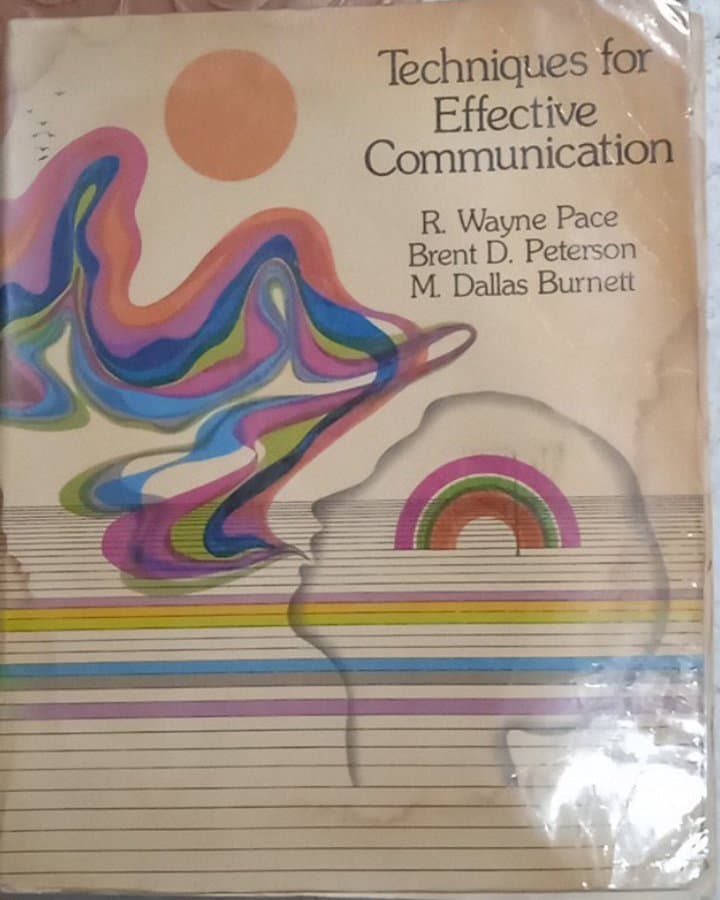 Techniques for
Effective
Communication
R. Wayne Pace
Brent D. Peterson
M. Dallas Burnett